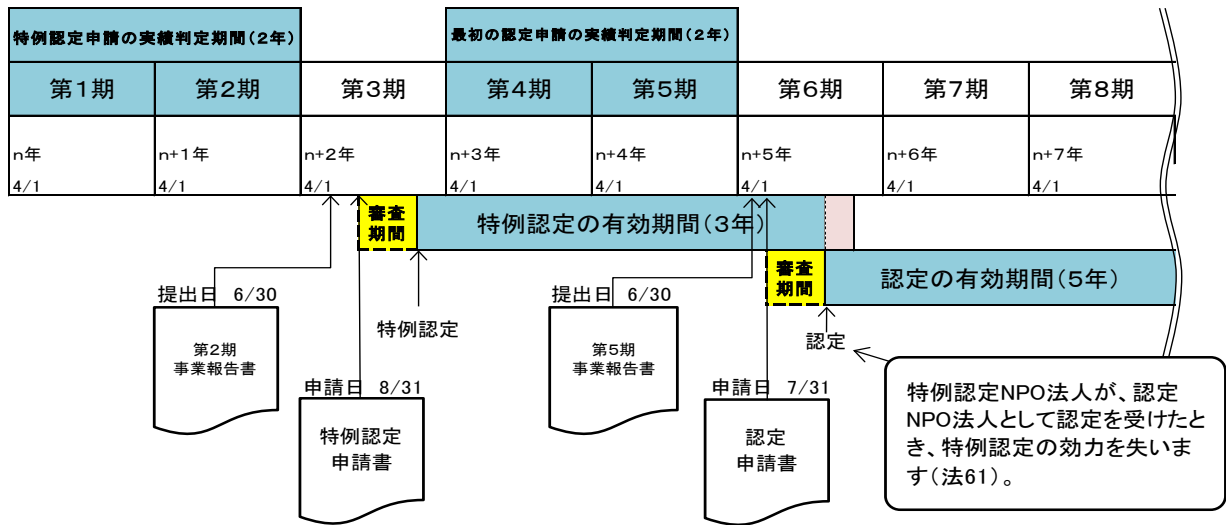 特例認定申請の実績判定期間(2年)
最初の認定申請の実績判定期間(2年)
第1期
第2期
第3期
第4期
第5期
第6期
第7期
第8期
n年
n+1年
n+2年
n+3年
n+4年
n+5年
n+6年
n+7年
4/1
4/1
4/1
4/1
4/1
4/1
4/1
4/1
審査
期間
特例認定の有効期間(3年)
審査
期間
認定の有効期間(5年)
提出日 6/30
第2期
事業報告書
特例認定
申請日 8/31
特例認定
申請書
提出日 6/30
第5期
事業報告書
認定
申請日 7/31
認定
申請書
特例認定NPO法人が、認定
NPO法人として認定を受けたと
き、特例認定の効力を失いま
す(法61)。